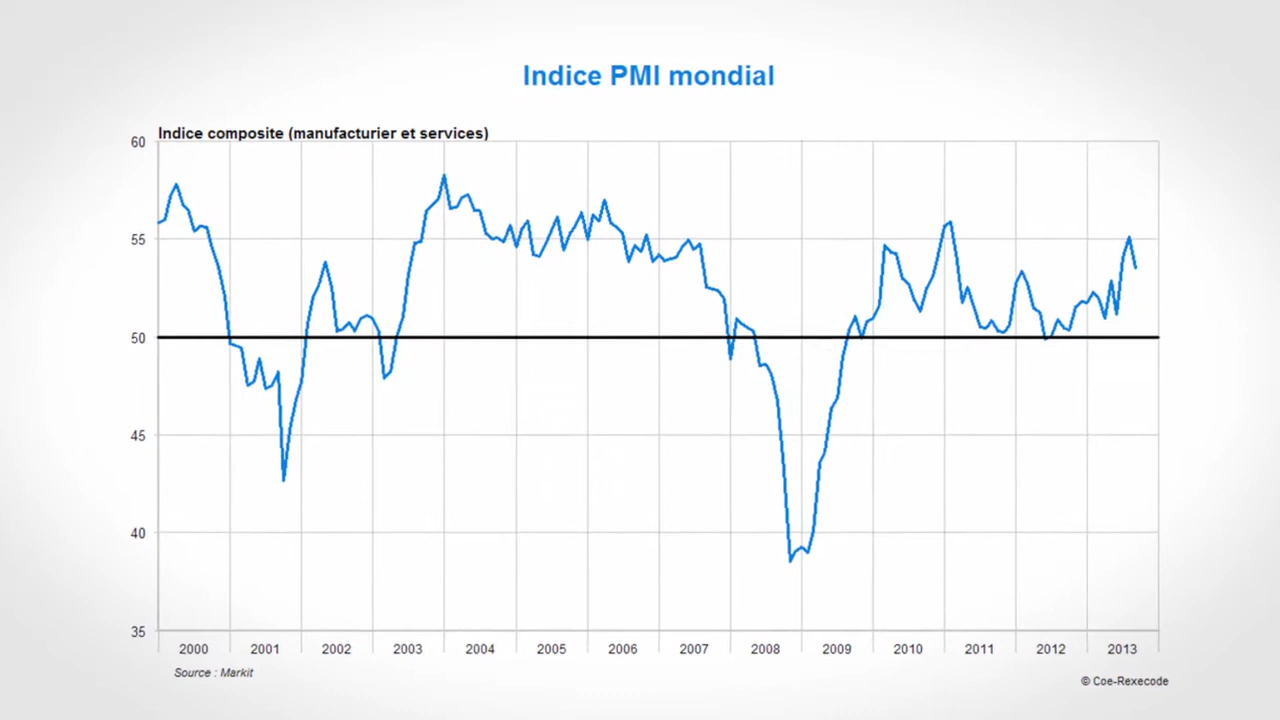 Indice PMI mondial
Indice composite (manufacturier et services)
60
55
50
45
40
35
2000 2001 2002 2003 2004 2005 2006 2007 2008 2009 2010 2011 2012 2013
Source : Markit
© Coe-Rexecode